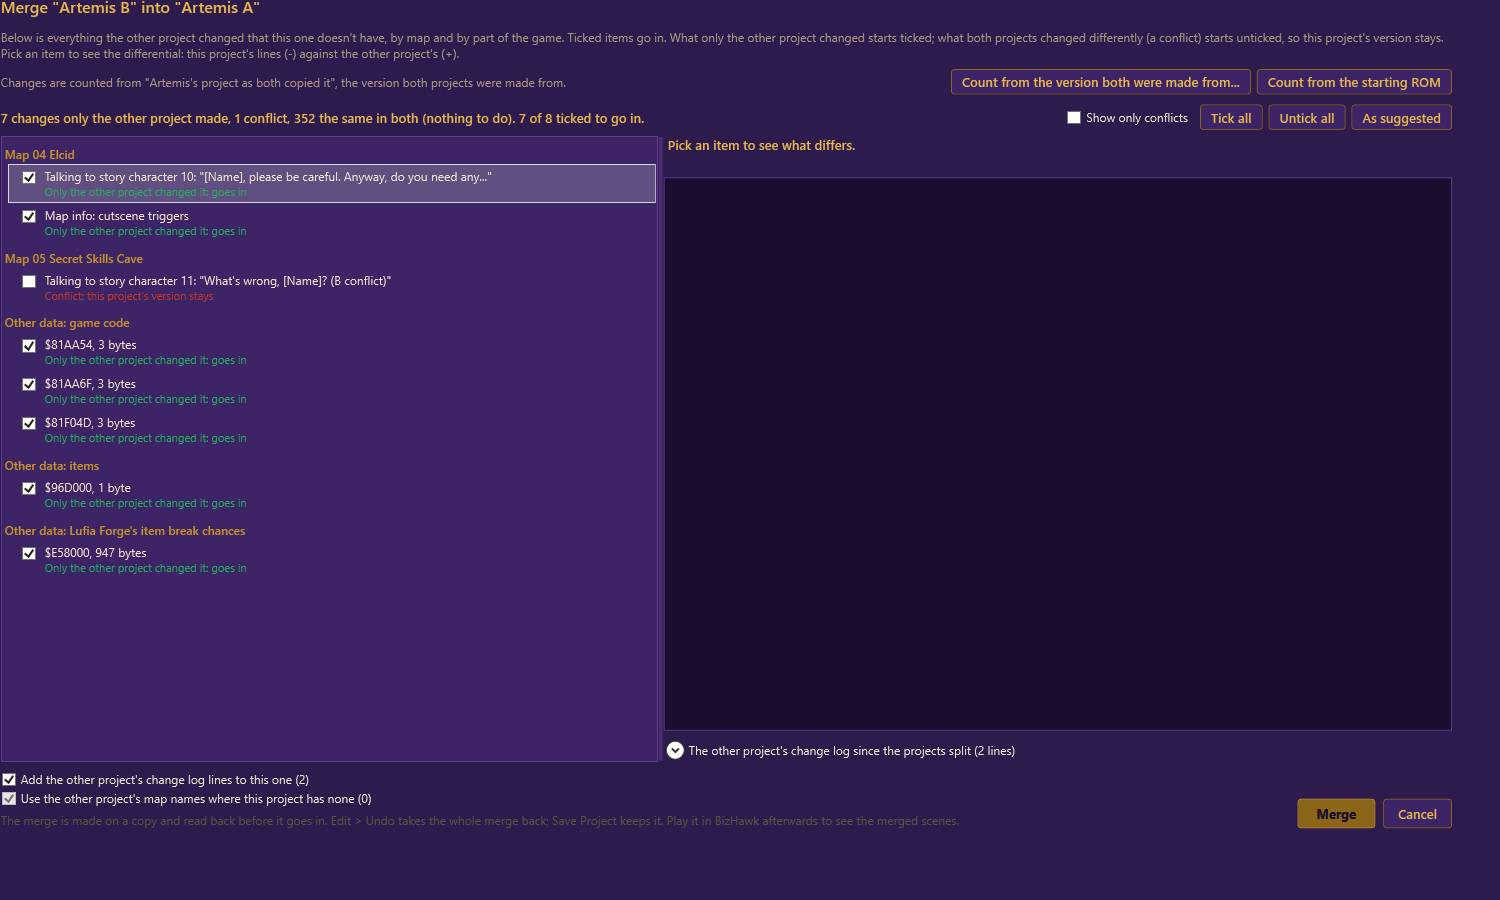 Merge "Artemis B" into "Artemis A"
Below is everything the other project changed that this one doesn't have, by map and by part of the game. Ticked items go in. What only the other project changed starts ticked; what both projects changed differently (a conflict) starts unticked, so this project's version stays.
Pick an item to see the differential: this project's lines (-) against the other project's (+).
Changes are counted from "Artemis's project as both copied it", the version both projects were made from.
Count from the version both were made from...
Count from the starting ROM
7 changes only the other project made, 1 conflict, 352 the same in both (nothing to do). 7 of 8 ticked to go in.
Show only conflicts
Tick all
Untick all
As suggested
Map 04 Elcid
Talking to story character 10: "[Name], please be careful. Anyway, do you need any..."
Only the other project changed it: goes in
Map info: cutscene triggers
Only the other project changed it: goes in
Map 05 Secret Skills Cave
Talking to story character 11: "What's wrong, [Name]? (B conflict)"
Conflict: this project's version stays
Other data: game code
$81AA54, 3 bytes
Only the other project changed it: goes in
$81AA6F, 3 bytes
Only the other project changed it: goes in
$81F04D, 3 bytes
Only the other project changed it: goes in
Other data: items
$96D000, 1 byte
Only the other project changed it: goes in
Other data: Lufia Forge's item break chances
$E58000, 947 bytes
Only the other project changed it: goes in
Pick an item to see what differs.
The other project's change log since the projects split (2 lines)
Add the other project's change log lines to this one (2)
Use the other project's map names where this project has none (0)
The merge is made on a copy and read back before it goes in. Edit > Undo takes the whole merge back; Save Project keeps it. Play it in BizHawk afterwards to see the merged scenes.
Merge
Cancel